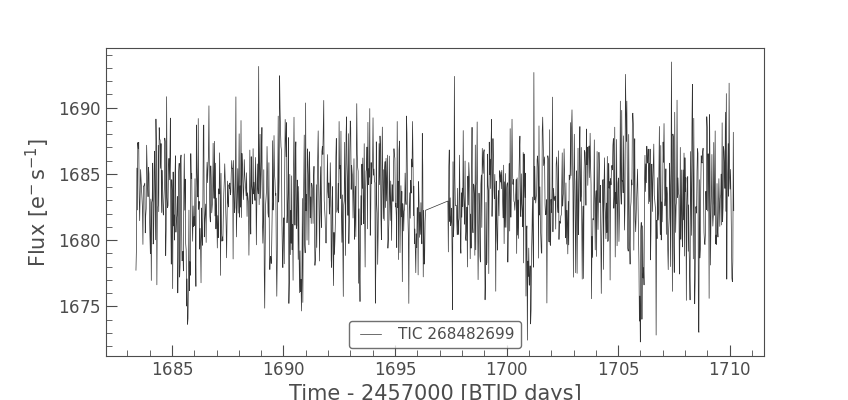 1690
1685
1680
1675
Flux [e⁻ s⁻¹]
TIC 268482699
1685 1690 1695 1700 1705 1710
Time - 2457000 [BTJD days]